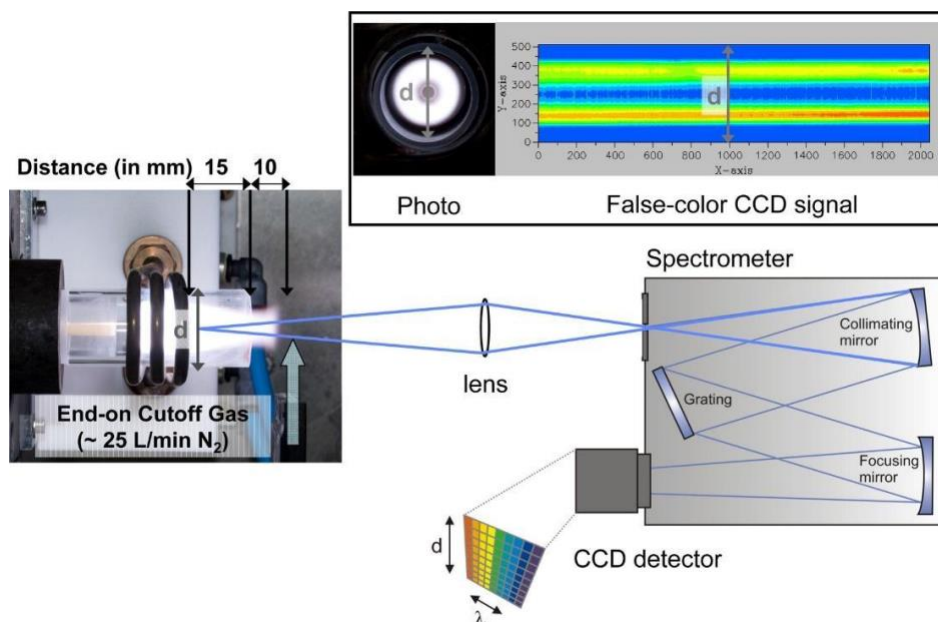 Distance (in mm) 15 10
d
End-on Cutoff Gas
(~ 25 L/min N₂)
d
Photo
500
400
300
200
100
0
Y-axis
d
0 200 400 600 800 1000 1200 1400 1600 1800 2000
X-axis
False-color CCD signal
lens
Spectrometer
Collimating
mirror
Grating
Focusing
mirror
CCD detector
d
λ